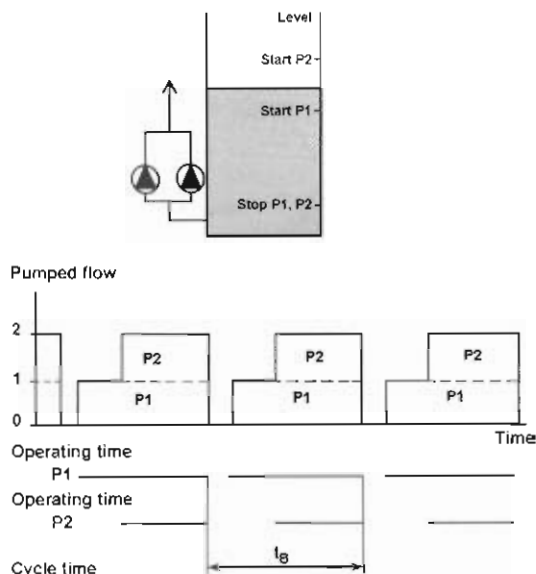 Level
Start P2
Start P1
Stop P1, P2
Pumped flow
2
P2 P2 P2
1
P1 P1 P1
0
Time
Operating time
P1
Operating time
P2
t8
Cycle time